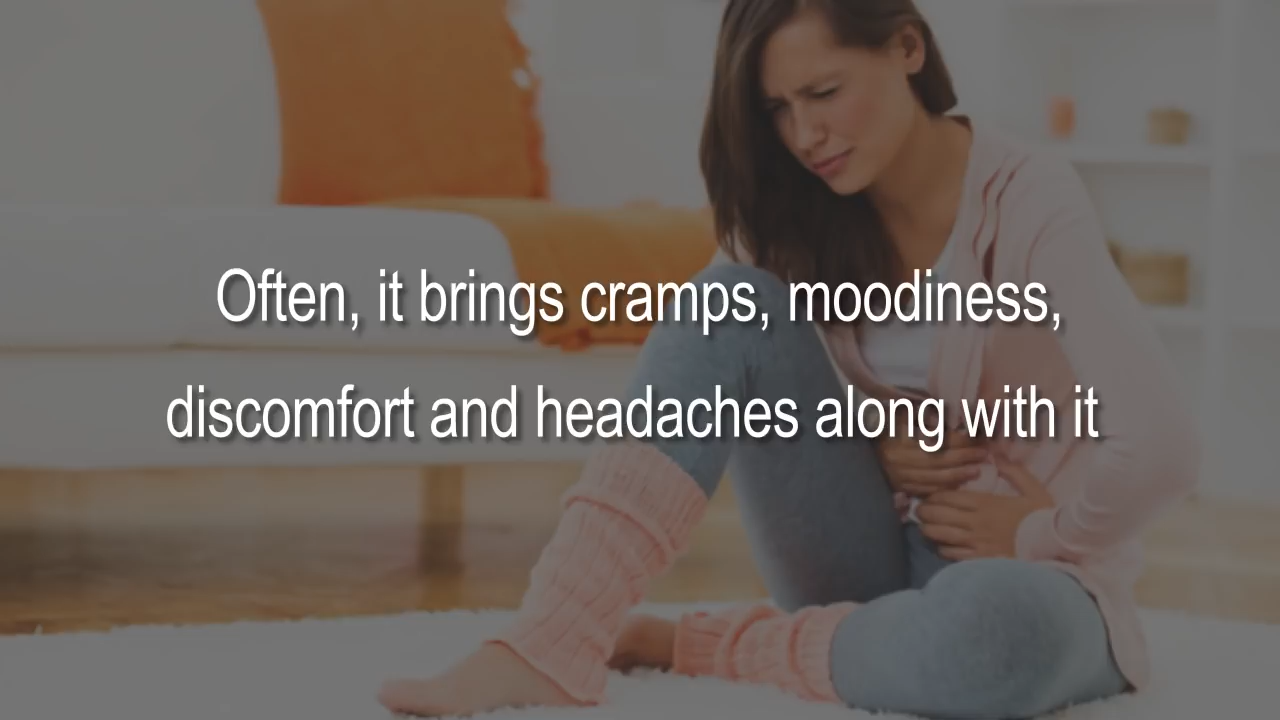 Often, it brings cramps, moodiness,
discomfort and headaches along with it